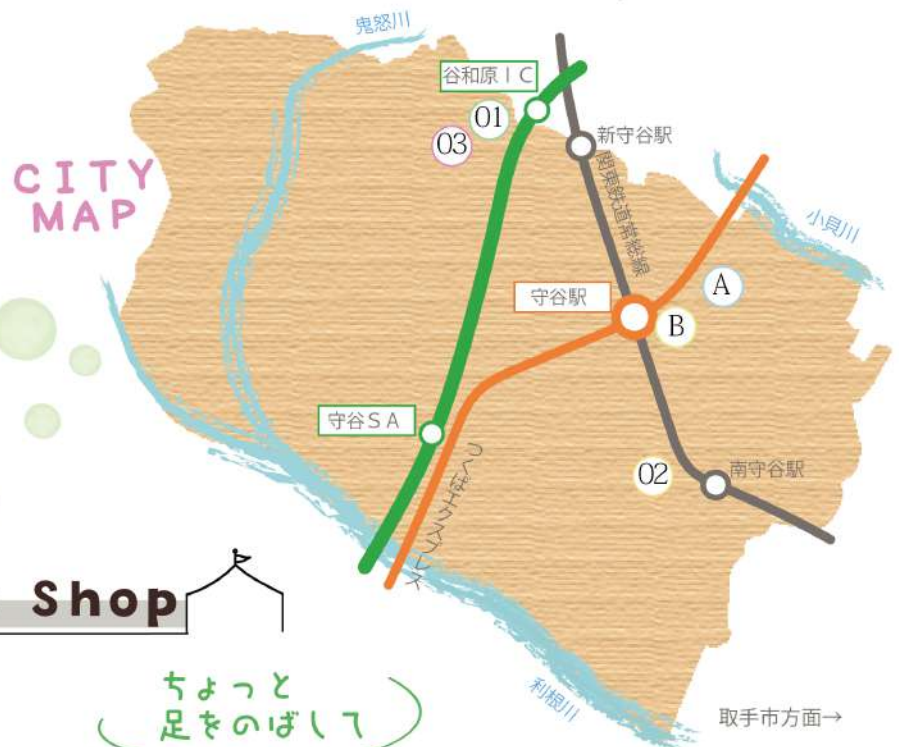 鬼怒川
谷和原IC
01
03
新守谷駅
関東鉄道常総線
CITY
MAP
小貝川
A
守谷駅
B
守谷SA
つくばエクスプレス
02
南守谷駅
Shop
ちょっと
足をのばして
利根川
取手市方面→